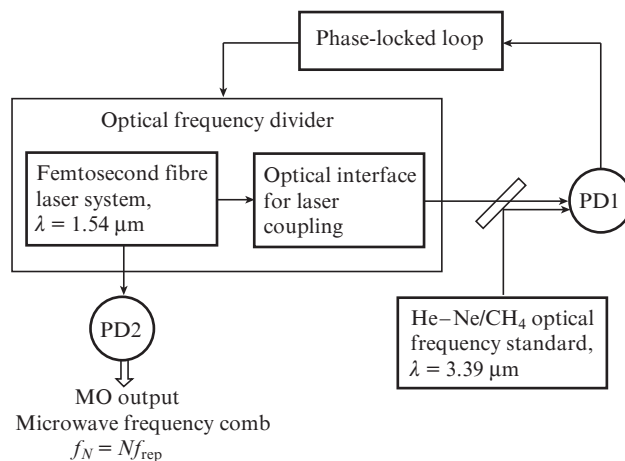 Phase-locked loop
Optical frequency divider
Femtosecond fibre
laser system,
λ = 1.54 μm
Optical interface
for laser
coupling
PD1
PD2
He–Ne/CH₄ optical
frequency standard,
λ = 3.39 μm
MO output
Microwave frequency comb
f_N = Nf_rep